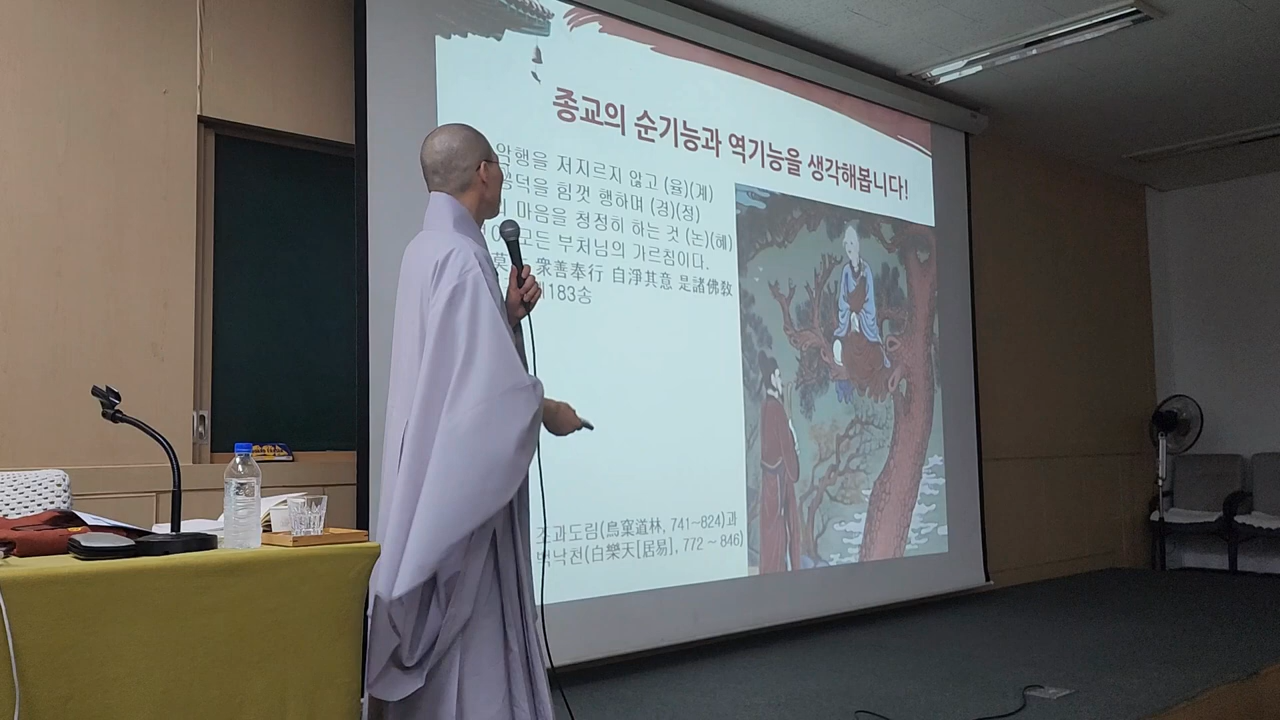 종교의 순기능과 역기능을 생각해봅니다!
악행을 저지르지 않고 (율)(계)
공덕을 힘껏 행하며 (경)(정)
마음을 청정히 하는 것 (논)(혜)
모든 부처님의 가르침이다.
莫 衆善奉行 自淨其意 是諸佛敎
183송
조과도림(鳥窠道林, 741~824)과
백낙천(白樂天[居易], 772~846)